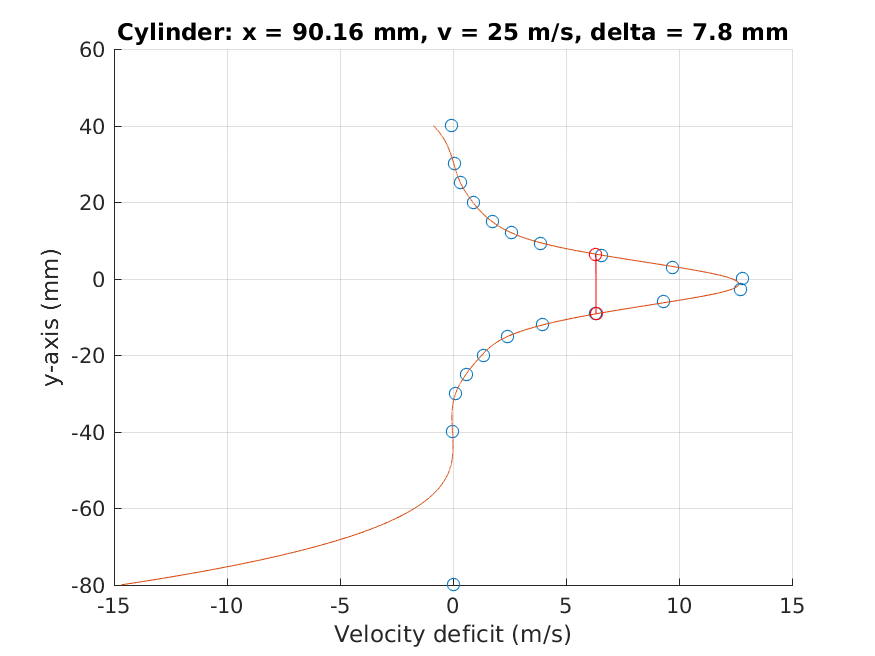 Cylinder: x = 90.16 mm, v = 25 m/s, delta = 7.8 mm
60
40
20
0
-20
-40
-60
-80
y-axis (mm)
-15 -10 -5 0 5 10 15
Velocity deficit (m/s)